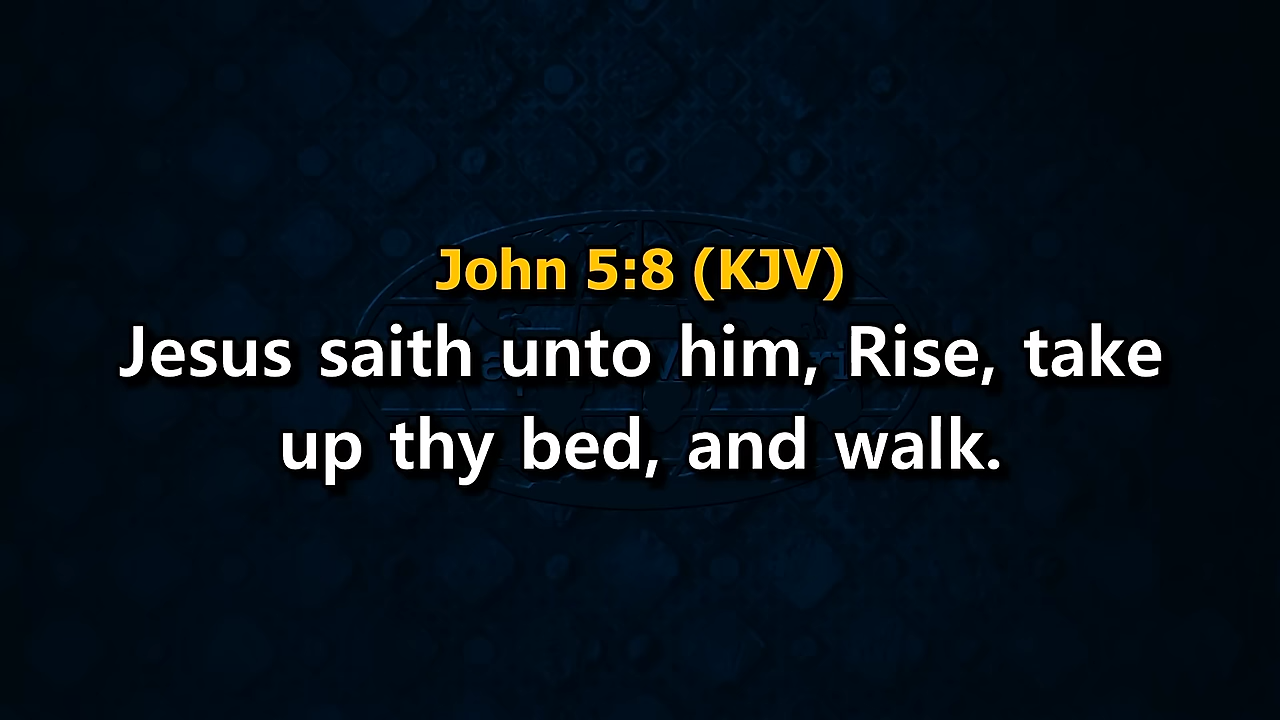 John 5:8 (KJV)
Jesus saith unto him, Rise, take
up thy bed, and walk.